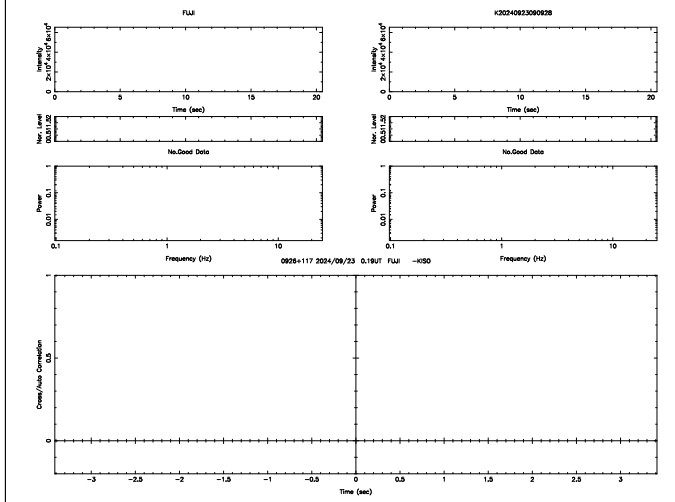 FUJI
K20240923090928
Intensity
0 2×10⁴ 4×10⁴ 6×10⁴
0 5 10 15 20
Time (sec)
Intensity
0 2×10⁴ 4×10⁴ 6×10⁴
0 5 10 15 20
Time (sec)
Nor. Level
00.511.52
Nor. Level
00.511.52
No.Good Data
No.Good Data
Power
0.01 0.1 1
0.1 1 10
Frequency (Hz)
Power
0.01 0.1 1
0.1 1 10
Frequency (Hz)
0926+117 2024/09/23 0.19UT FUJI -KISO
Cross/Auto Correlation
0 0.5 1
-3 -2.5 -2 -1.5 -1 -0.5 0 0.5 1 1.5 2 2.5 3
Time (sec)